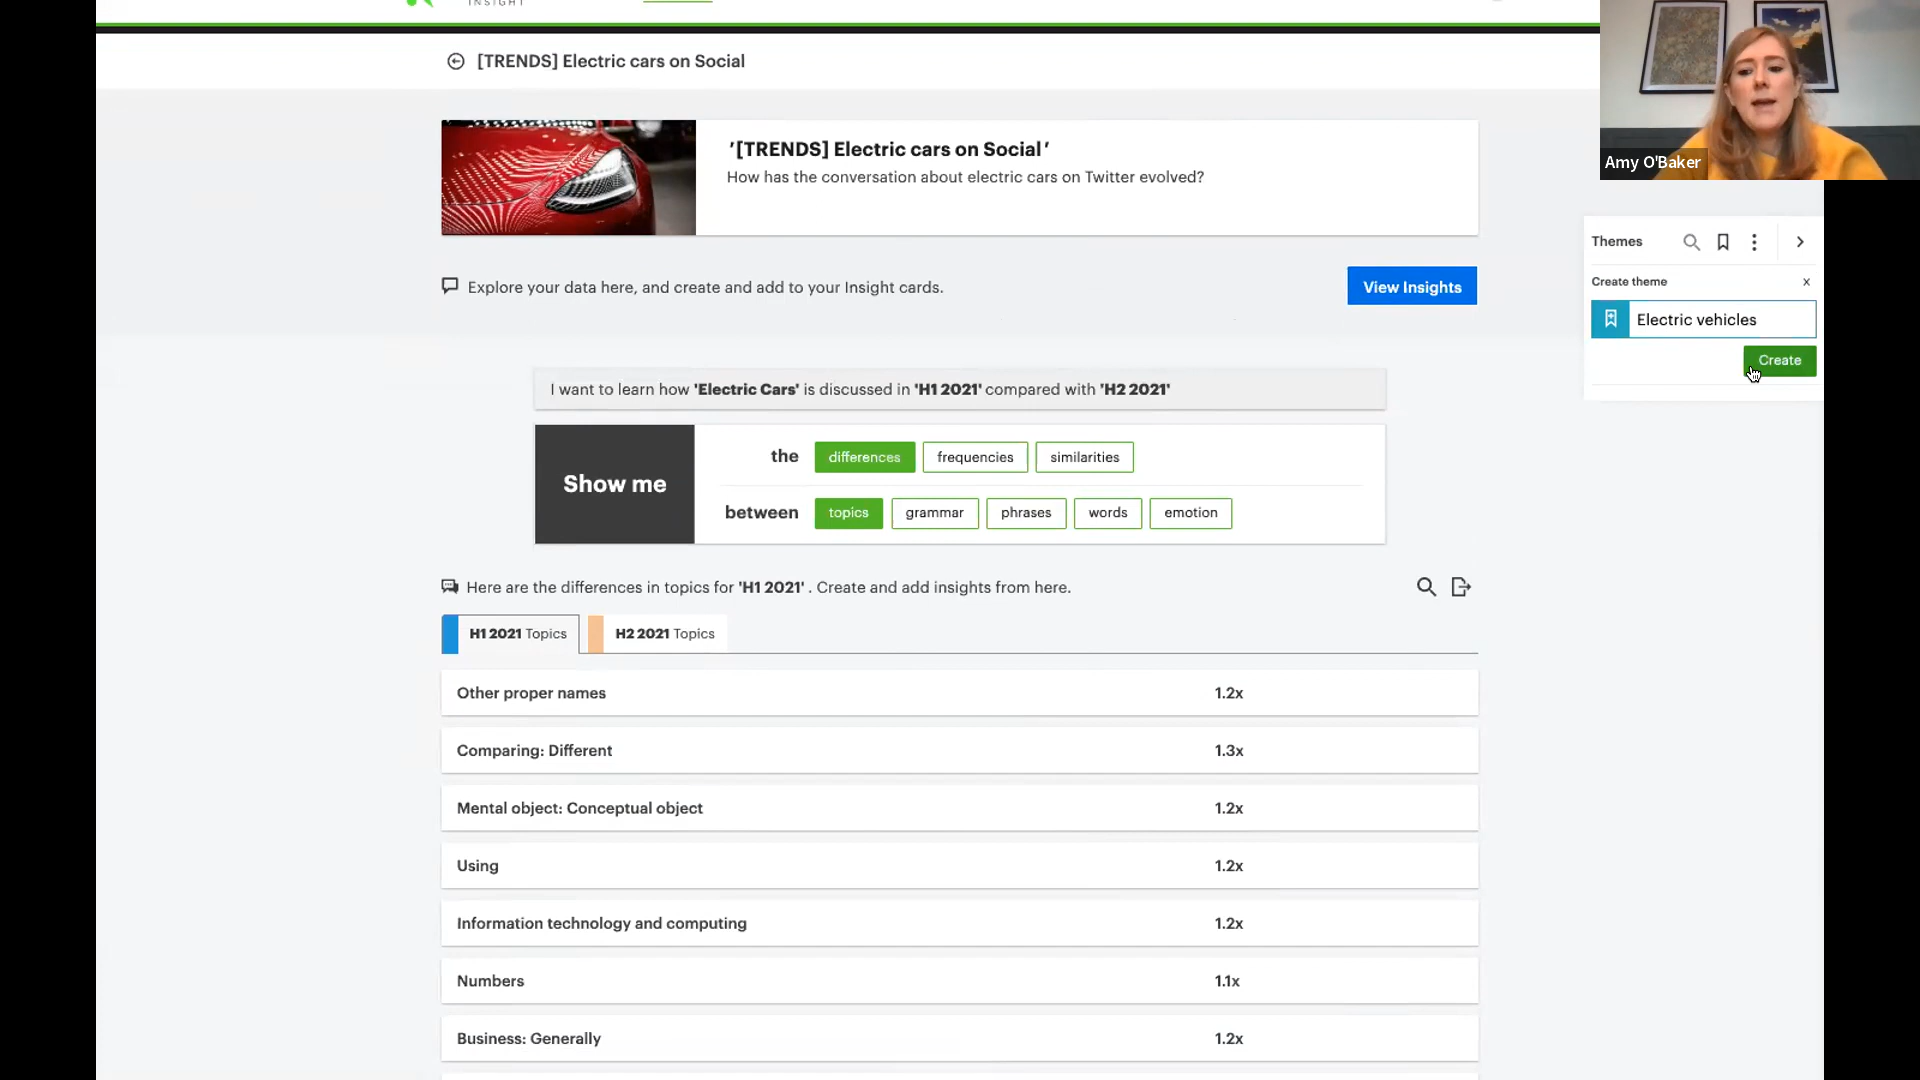 INSIGHT
[TRENDS] Electric cars on Social
'[TRENDS] Electric cars on Social'
How has the conversation about electric cars on Twitter evolved?
Amy O'Baker
Explore your data here, and create and add to your Insight cards.
View Insights
Themes
Create theme
x
Electric vehicles
Create
I want to learn how 'Electric Cars' is discussed in 'H1 2021' compared with 'H2 2021'
Show me
the differences frequencies similarities
between topics grammar phrases words emotion
Here are the differences in topics for 'H1 2021' . Create and add insights from here.
H1 2021 Topics H2 2021 Topics
Other proper names 1.2x
Comparing: Different 1.3x
Mental object: Conceptual object 1.2x
Using 1.2x
Information technology and computing 1.2x
Numbers 1.1x
Business: Generally 1.2x